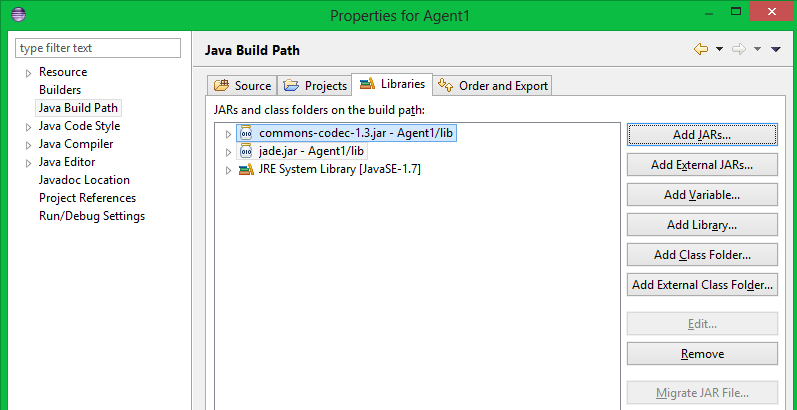 Properties for Agent1
type filter text
Resource
Builders
Java Build Path
Java Code Style
Java Compiler
Java Editor
Javadoc Location
Project References
Run/Debug Settings
Java Build Path
Source Projects Libraries Order and Export
JARs and class folders on the build path:
commons-codec-1.3.jar - Agent1/lib
jade.jar - Agent1/lib
JRE System Library [JavaSE-1.7]
Add JARs...
Add External JARs...
Add Variable...
Add Library...
Add Class Folder...
Add External Class Folder...
Edit...
Remove
Migrate JAR File...